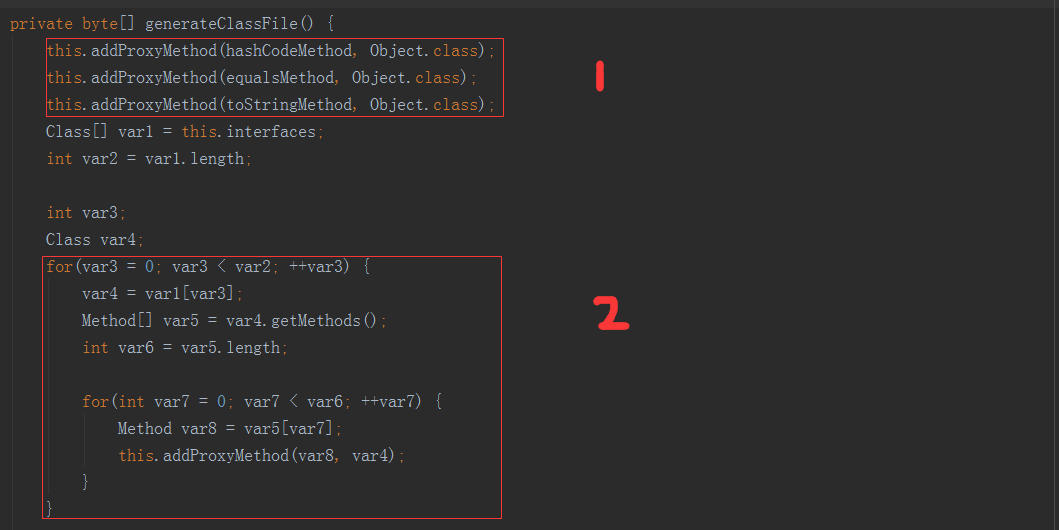 private byte[] generateClassFile() {
this.addProxyMethod(hashCodeMethod, Object.class);
this.addProxyMethod(equalsMethod, Object.class);
this.addProxyMethod(toStringMethod, Object.class);
1
Class[] var1 = this.interfaces;
int var2 = var1.length;
int var3;
Class var4;
for(var3 = 0; var3 < var2; ++var3) {
var4 = var1[var3];
Method[] var5 = var4.getMethods();
2
int var6 = var5.length;
for(int var7 = 0; var7 < var6; ++var7) {
Method var8 = var5[var7];
this.addProxyMethod(var8, var4);
}
}